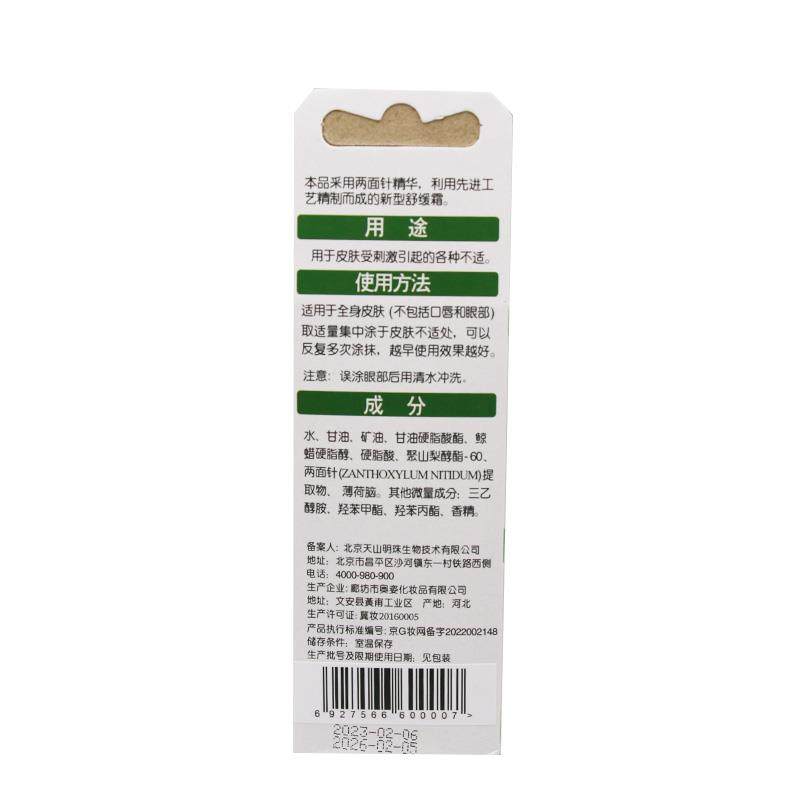 本品采用两面针精华，利用先进工
艺精制而成的新型舒缓霜。
用 途
用于皮肤受刺激引起的各种不适。
使用方法
适用于全身皮肤 (不包括口唇和眼部)
取适量集中涂于皮肤不适处，可以
反复多次涂抹，越早使用效果越好。
注意：误涂眼部后用清水冲洗。
成 分
水、甘油、矿油、甘油硬脂酸酯、鲸
蜡硬脂醇、硬脂酸、聚山梨醇酯-60、
两面针(ZANTHOXYLUM NITIDUM)提
取物、薄荷脑。其他微量成分：三乙
醇胺、羟苯甲酯、羟苯丙酯、香精。
备案人：北京天山明珠生物技术有限公司
地址：北京市昌平区沙河镇东一村铁路西侧
电话：4000-980-900
生产企业：廊坊市奥姿化妆品有限公司
地址：文安县黄甫工业区 产地：河北
生产许可证：冀妆20160005
产品执行标准编号：京G妆网备字2022002148
储存条件：室温保存
生产批号及限期使用日期：见包装
6 927566 600007 >
2023-02-06
2026-02-05